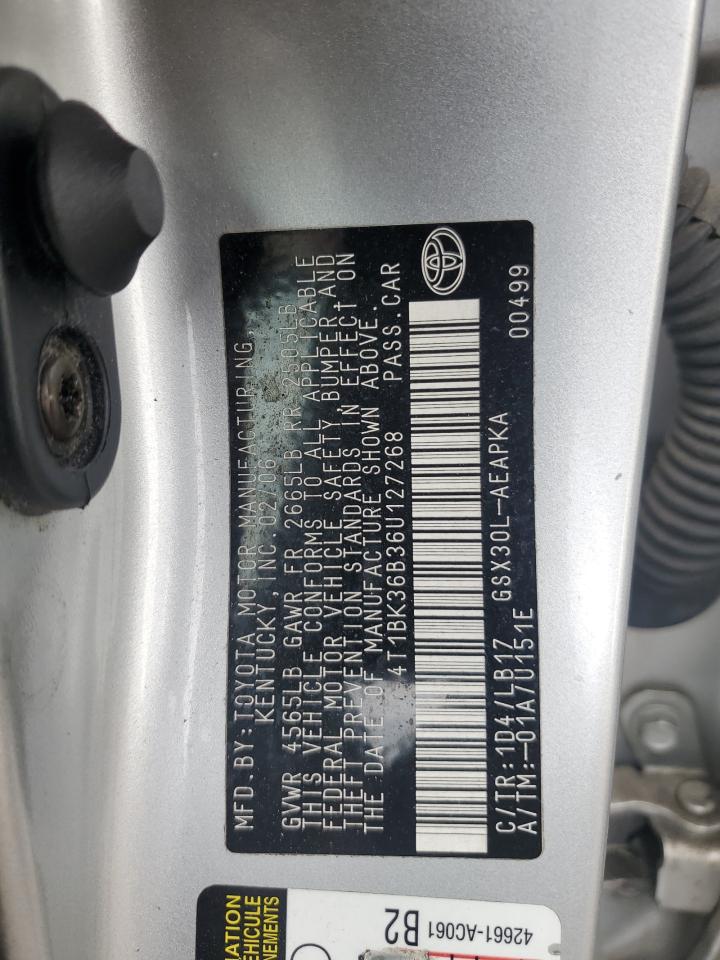 MFD.BY:TOYOTA MOTOR MANUFACTURING,
KENTUCKY, INC. 02/06
GVWR 4565LB GAWR FR 2665LB RR 2505LB
THIS VEHICLE CONFORMS TO ALL APPLICABLE
FEDERAL MOTOR VEHICLE SAFETY, BUMPER AND
THEFT PREVENTION STANDARDS IN EFFECT ON
THE DATE OF MANUFACTURE SHOWN ABOVE.
4T1BK36B36U127268 PASS.CAR
C/TR:1D4/LB17 GSX30L-AEAPKA 00499
A/TM:-01A/U151E
VEHICULE
42661-AC061
B2